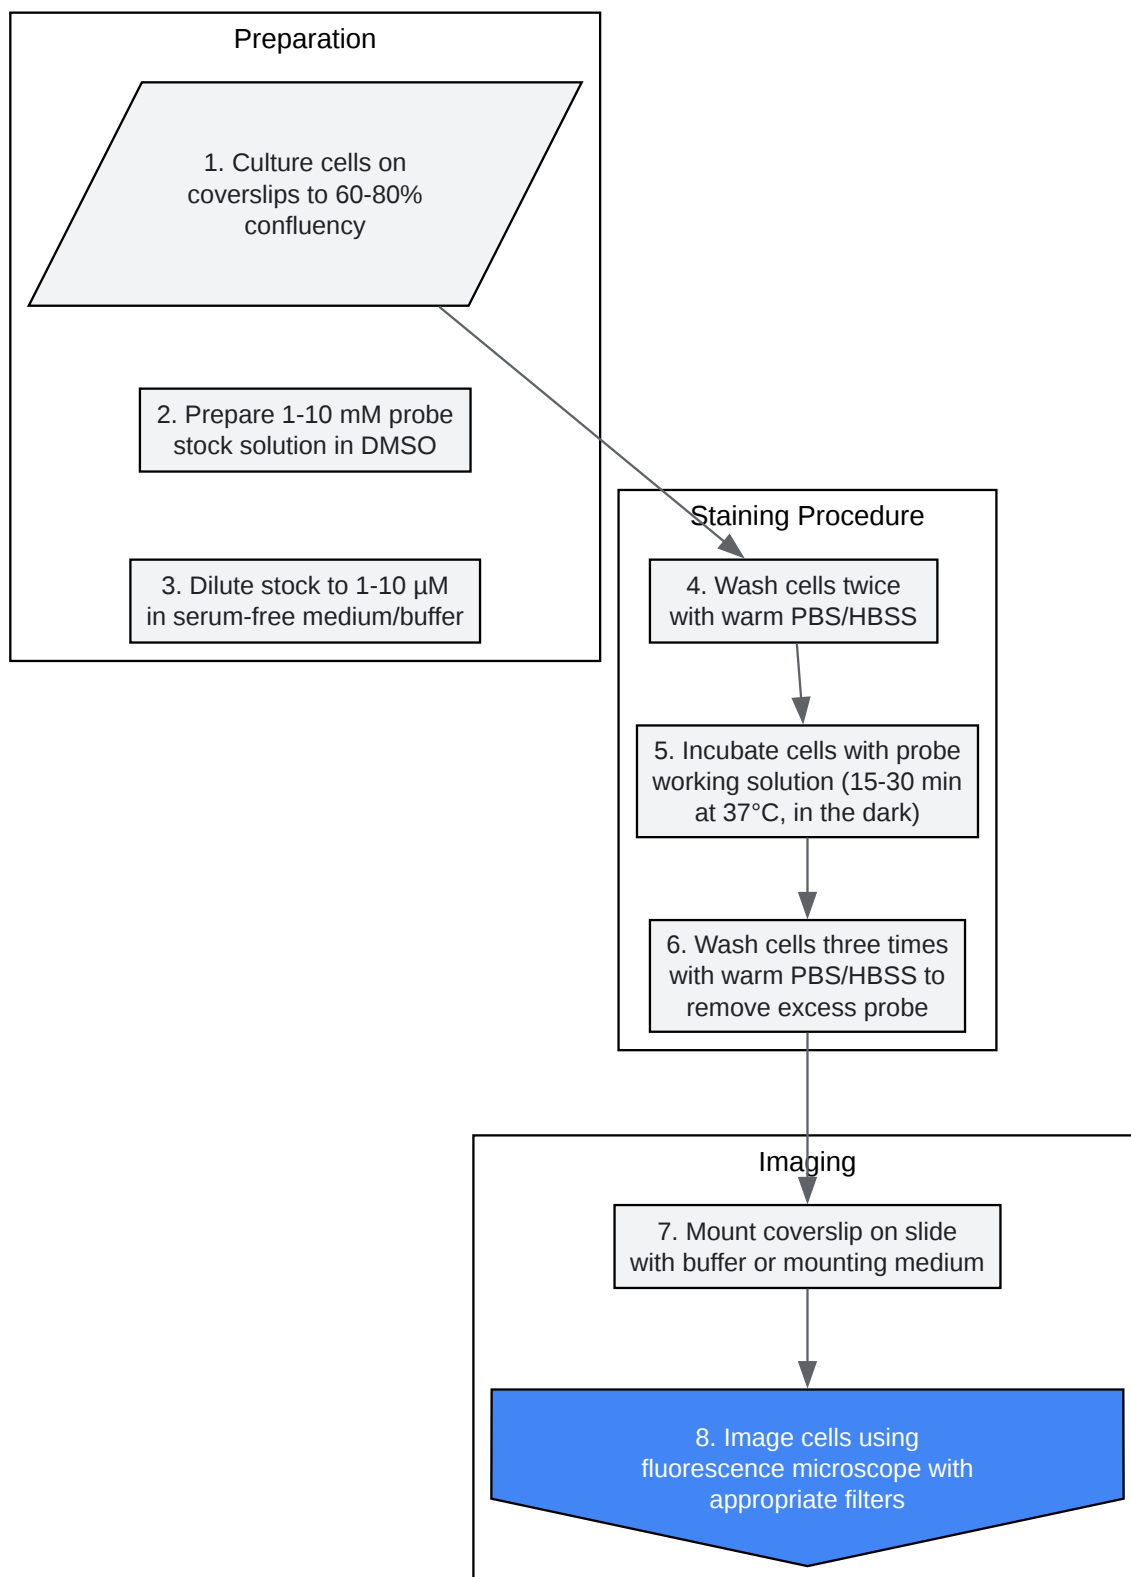 Preparation
1. Culture cells on
coverslips to 60-80%
confluency
2. Prepare 1-10 mM probe
stock solution in DMSO
3. Dilute stock to 1-10 µM
in serum-free medium/buffer
Staining Procedure
4. Wash cells twice
with warm PBS/HBSS
5. Incubate cells with probe
working solution (15-30 min
at 37°C, in the dark)
6. Wash cells three times
with warm PBS/HBSS to
remove excess probe
Imaging
7. Mount coverslip on slide
with buffer or mounting medium
8. Image cells using
fluorescence microscope with
appropriate filters